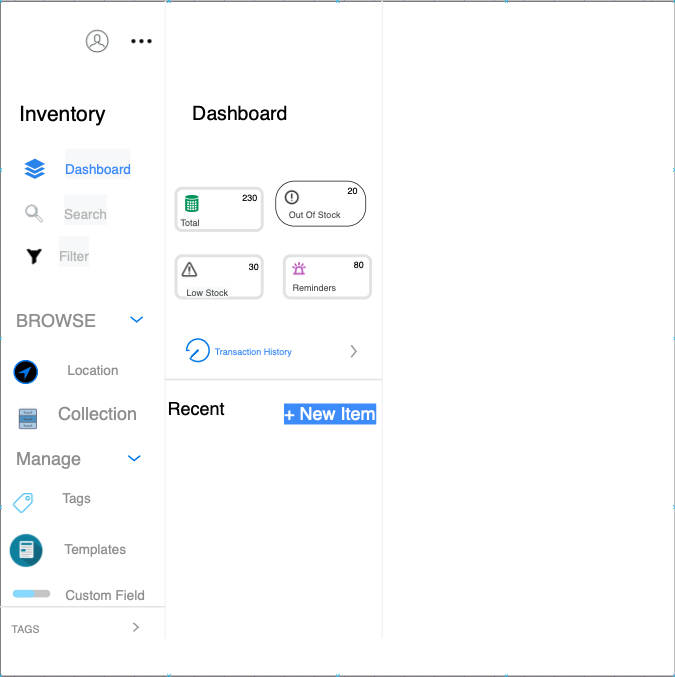 Inventory
Dashboard
Search
Filter
BROWSE
Location
Collection
Manage
Tags
Templates
Custom Field
TAGS
Dashboard
230
Total
20
Out Of Stock
30
Low Stock
80
Reminders
Transaction History
Recent
+ New Item